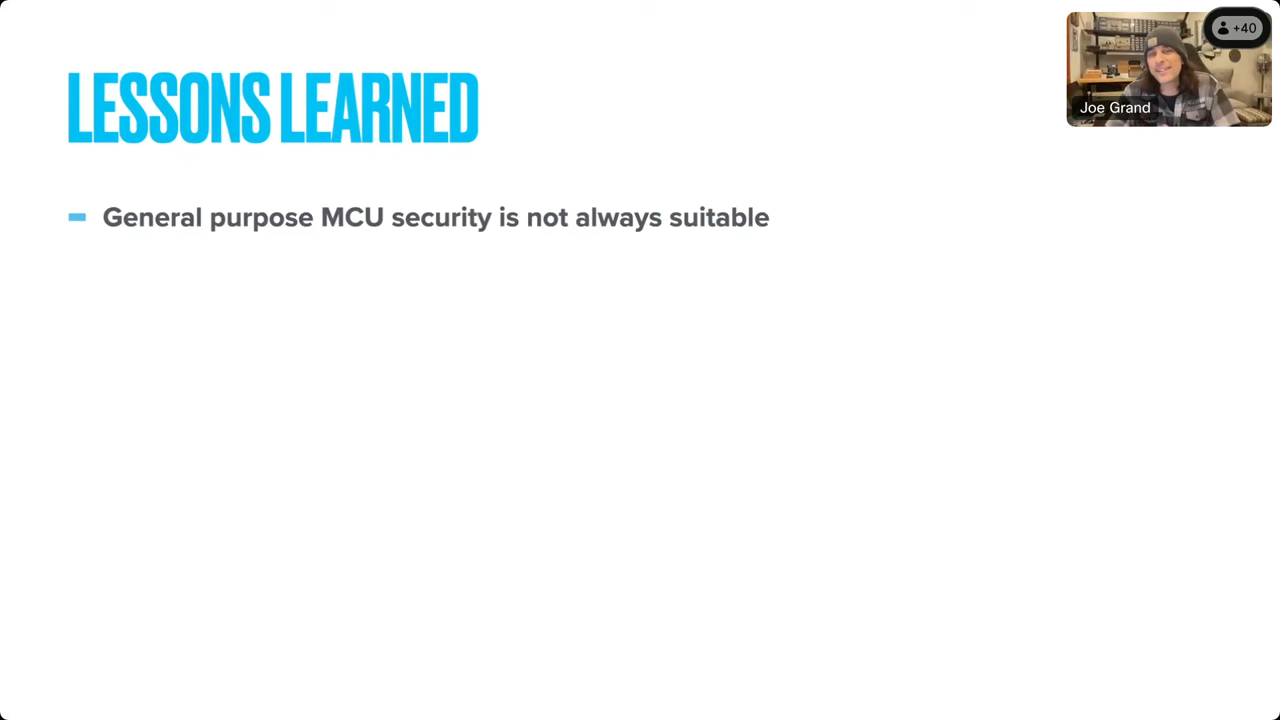 LESSONS LEARNED
General purpose MCU security is not always suitable
+40
Joe Grand